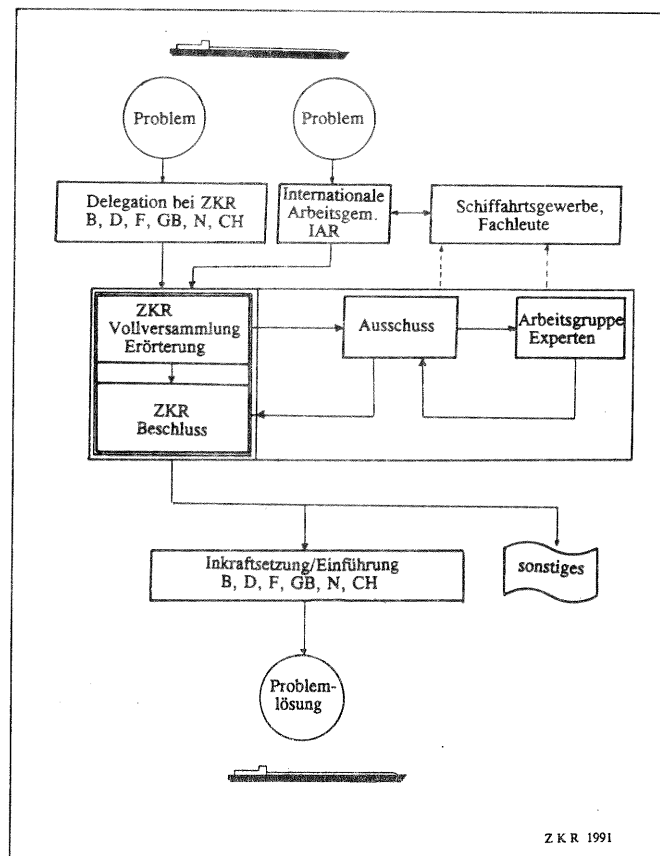 Problem
Problem
Delegation bei ZKR
B, D, F, GB, N, CH
Internationale
Arbeitsgem.
IAR
Schiffahrtsgewerbe,
Fachleute
ZKR
Vollversammlung
Erörterung
Ausschuss
Arbeitsgruppe
Experten
ZKR
Beschluss
Inkraftsetzung/Einführung
B, D, F, GB, N, CH
sonstiges
Problem-
lösung
Z K R 1991